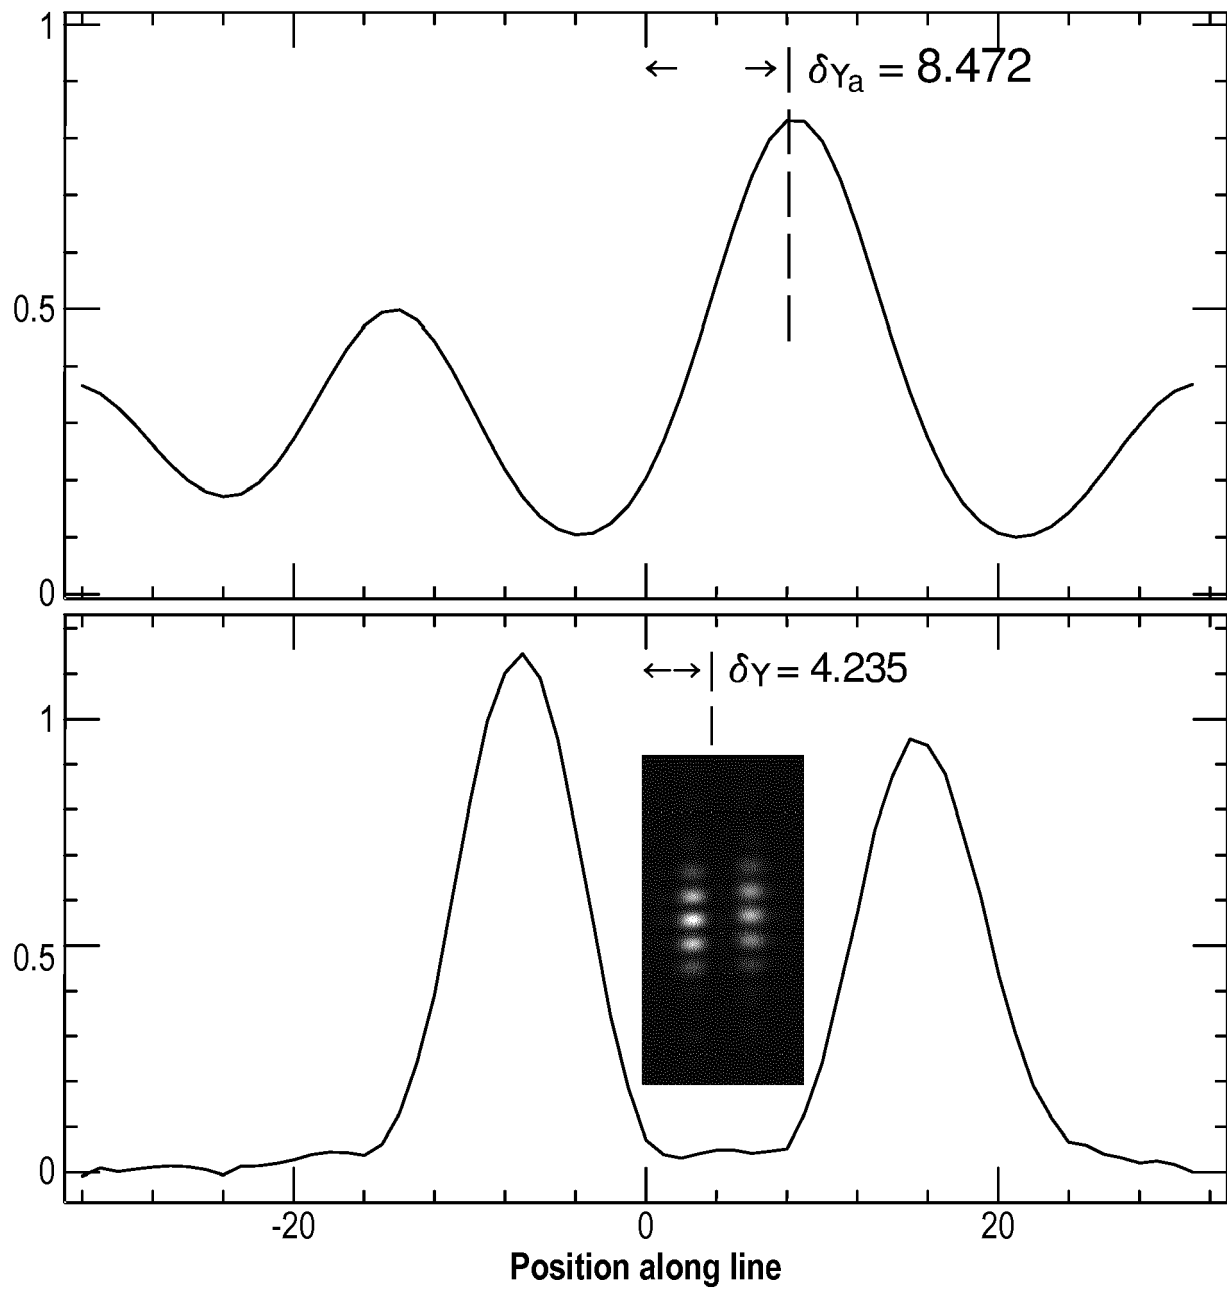 1
δYa = 8.472
0.5
0
δY = 4.235
1
0.5
0
-20 0 20
Position along line